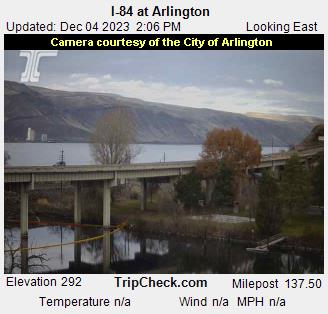 I-84 at Arlington
Updated: Dec 04 2023 2:06 PM Looking East
Camera courtesy of the City of Arlington
Elevation 292 TripCheck.com Milepost 137.50
Temperature n/a Wind n/a MPH n/a